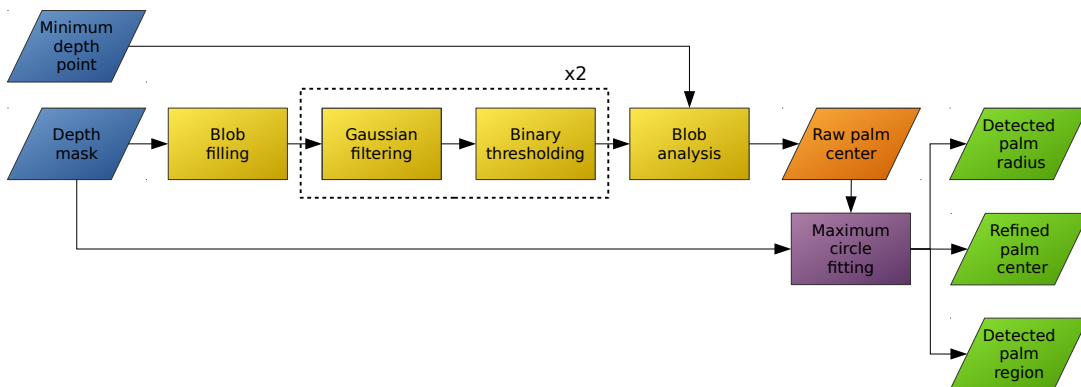 Minimum
depth
point
x2
Depth
mask
Blob
filling
Gaussian
filtering
Binary
thresholding
Blob
analysis
Raw palm
center
Detected
palm
radius
Maximum
circle
fitting
Refined
palm
center
Detected
palm
region